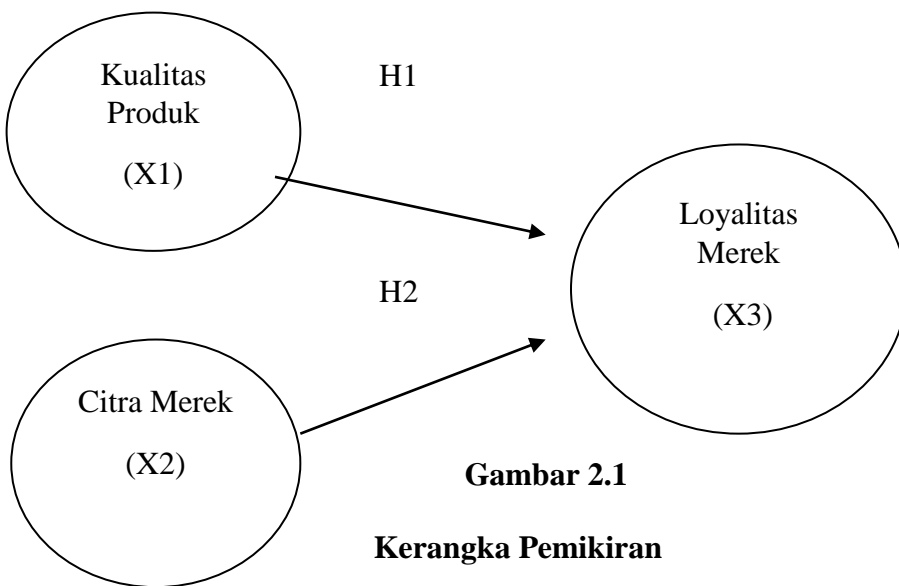 Kualitas
Produk
(X1)
H1
Loyalitas
Merek
(X3)
H2
Citra Merek
(X2)
Gambar 2.1
Kerangka Pemikiran